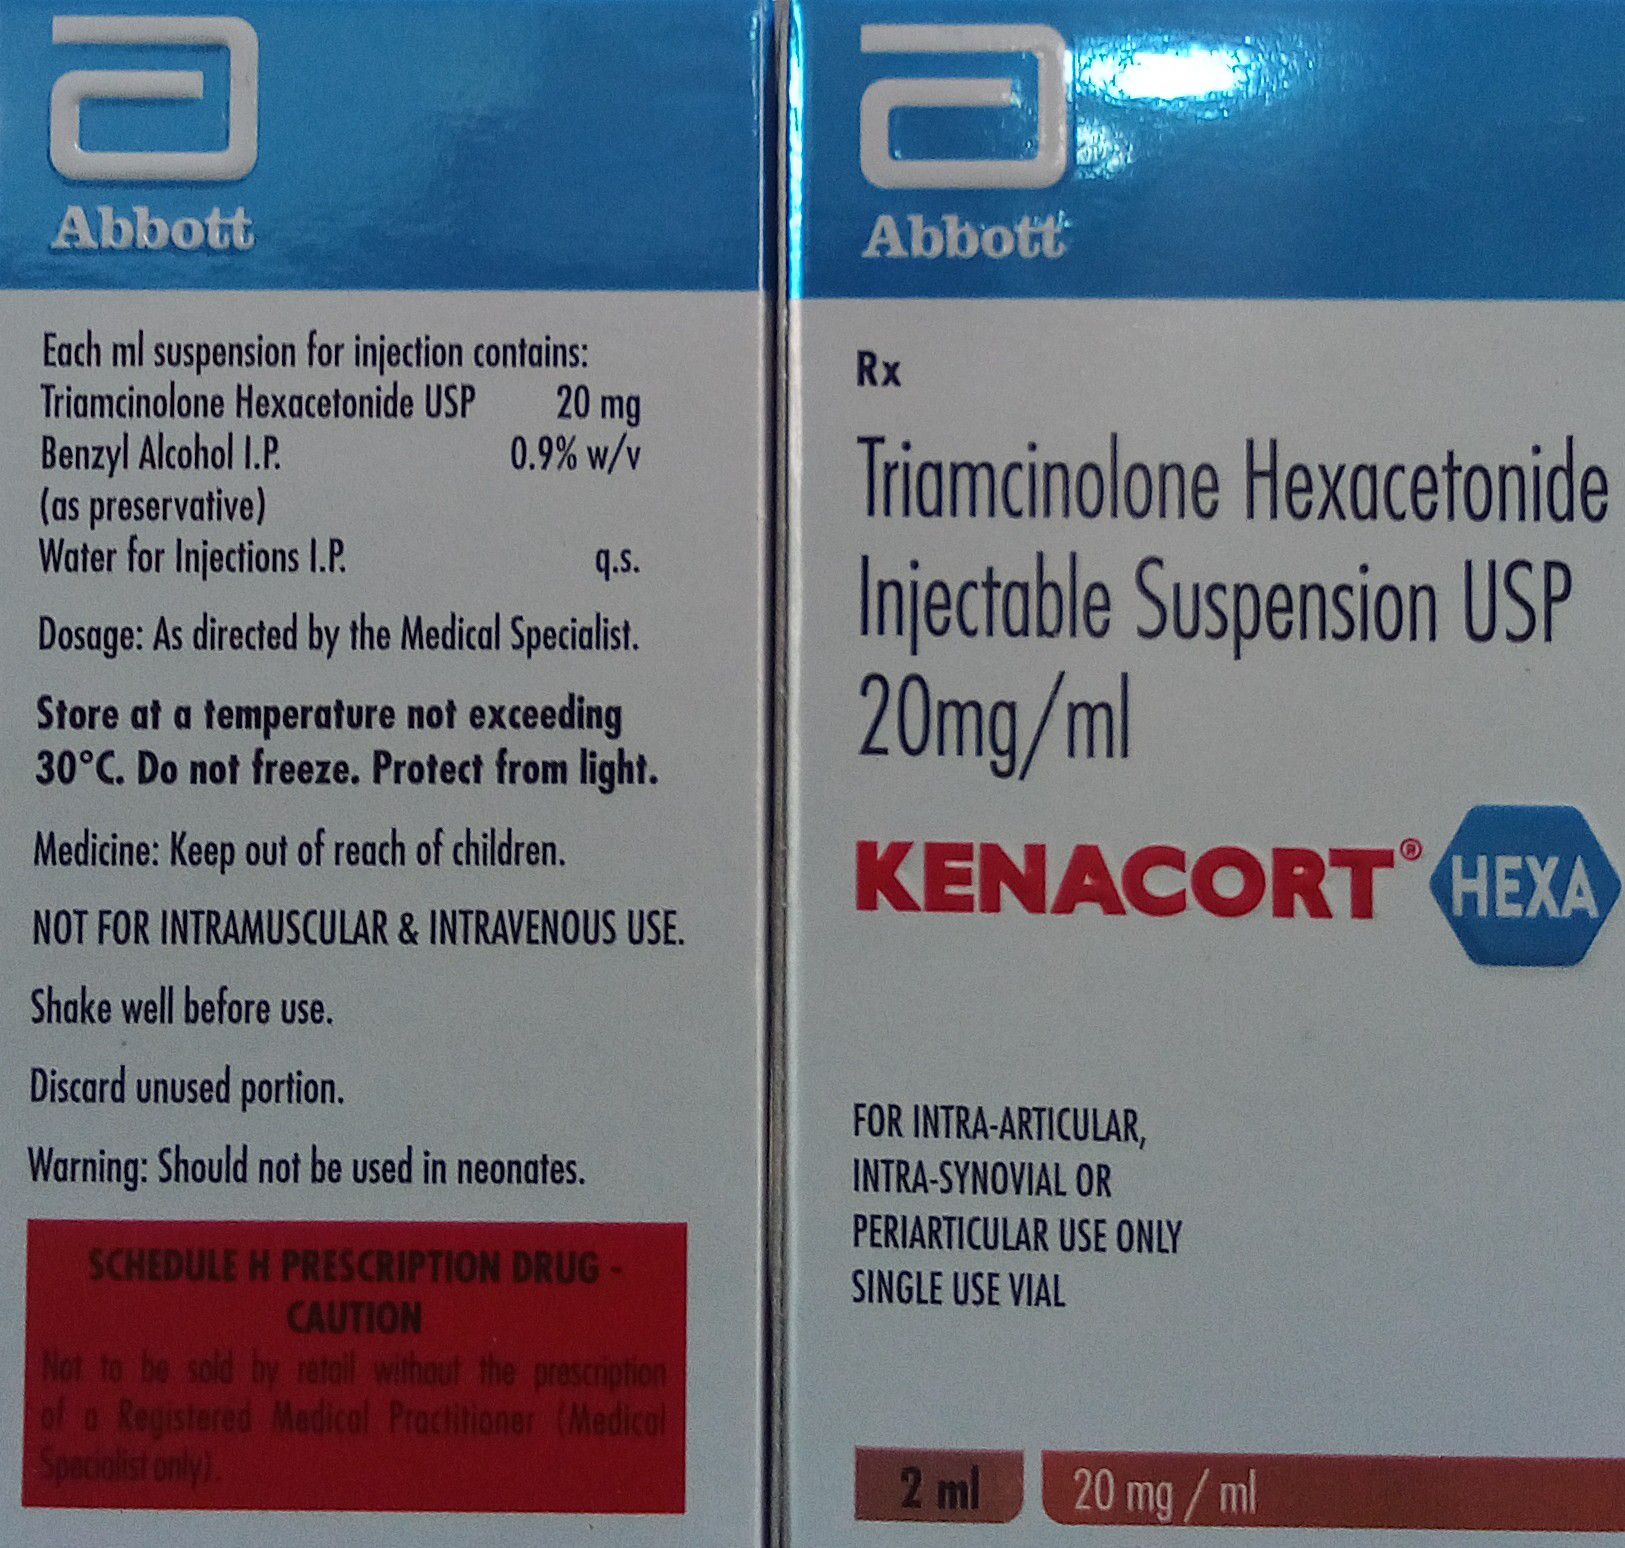 Abbott
Each ml suspension for injection contains:
Triamcinolone Hexacetonide USP 20 mg
Benzyl Alcohol I.P. 0.9% w/v
(as preservative)
Water for Injections I.P. q.s.
Dosage: As directed by the Medical Specialist.
Store at a temperature not exceeding
30°C. Do not freeze. Protect from light.
Medicine: Keep out of reach of children.
NOT FOR INTRAMUSCULAR & INTRAVENOUS USE.
Shake well before use.
Discard unused portion.
Warning: Should not be used in neonates.
SCHEDULE H PRESCRIPTION DRUG -
CAUTION
Not to be sold by retail without the prescription
of a Registered Medical Practitioner (Medical
Specialist only).
Abbott
Rx
Triamcinolone Hexacetonide
Injectable Suspension USP
20mg/ml
KENACORT® HEXA
FOR INTRA-ARTICULAR,
INTRA-SYNOVIAL OR
PERIARTICULAR USE ONLY
SINGLE USE VIAL
2 ml 20 mg / ml